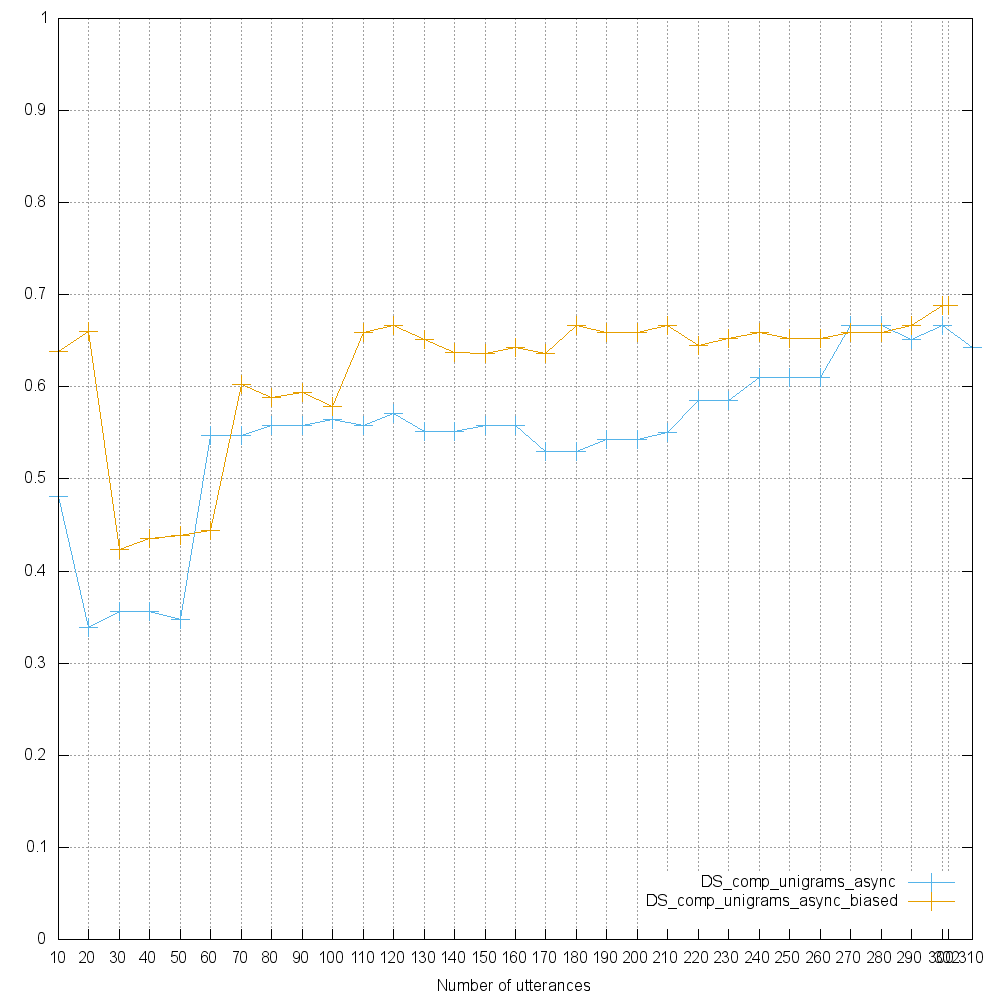 1
0.9
0.8
0.7
0.6
0.5
0.4
0.3
0.2
0.1
0
DS_comp_unigrams_async
DS_comp_unigrams_async_biased
10 20 30 40 50 60 70 80 90 100 110 120 130 140 150 160 170 180 190 200 210 220 230 240 250 260 270 280 290 300 302 310
Number of utterances